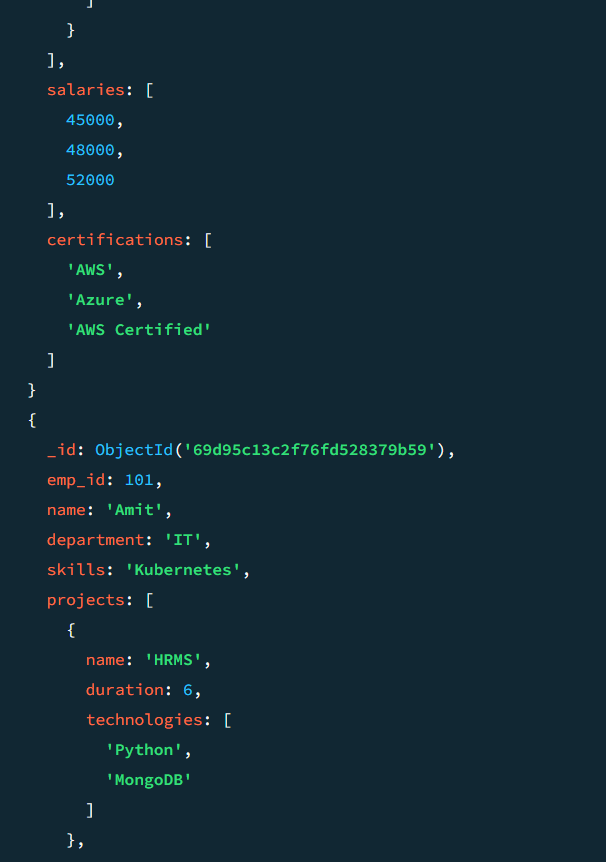 ]
}
],
salaries: [
45000,
48000,
52000
],
certifications: [
'AWS',
'Azure',
'AWS Certified'
]
}
{
_id: ObjectId('69d95c13c2f76fd528379b59'),
emp_id: 101,
name: 'Amit',
department: 'IT',
skills: 'Kubernetes',
projects: [
{
name: 'HRMS',
duration: 6,
technologies: [
'Python',
'MongoDB'
]
},